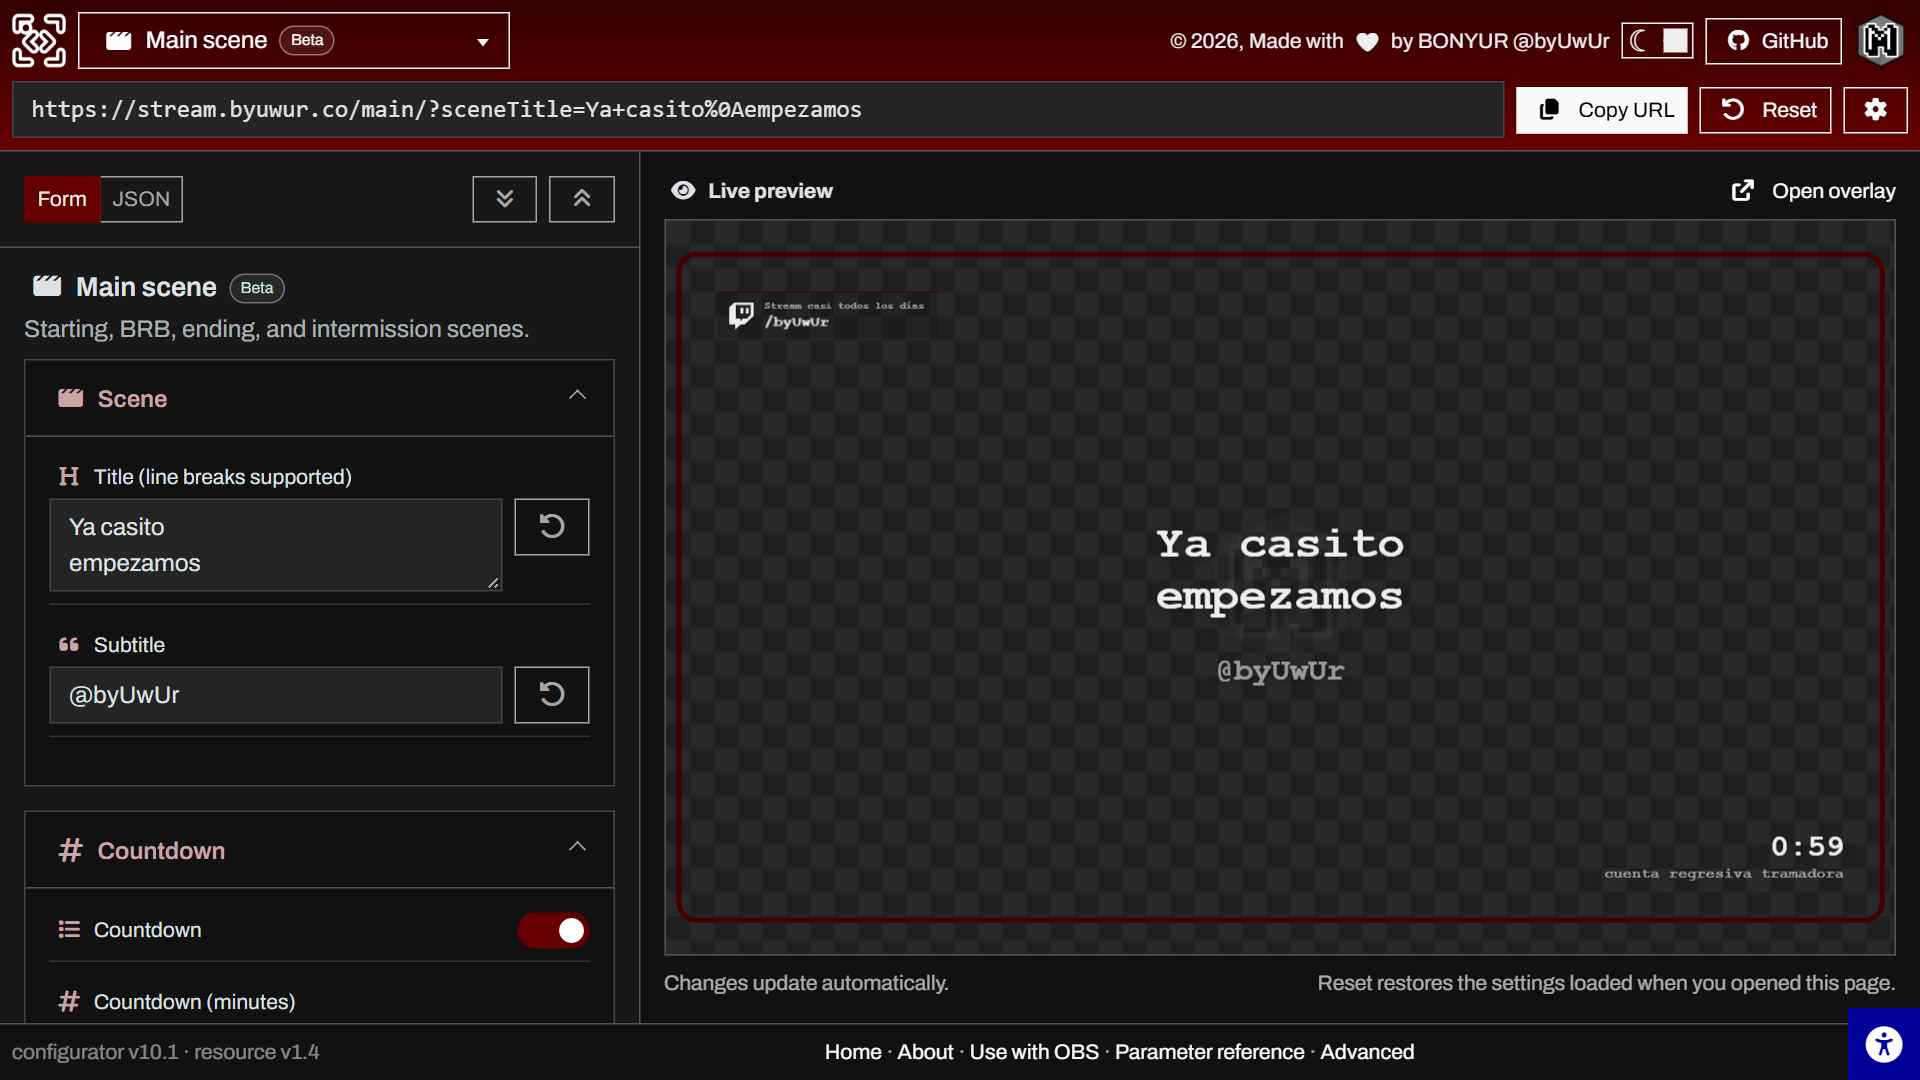 Main scene Beta
© 2026, Made with by BONYUR @byUwUr
GitHub
https://stream.byuwur.co/main/?sceneTitle=Ya+casito%0Aempezamos
Copy URL
Reset
Form JSON
Main scene Beta
Starting, BRB, ending, and intermission scenes.
Scene
Title (line breaks supported)
Ya casito
empezamos
Subtitle
@byUwUr
Countdown
Countdown
Countdown (minutes)
Live preview
Open overlay
Stream casi todos los días
/byUwUr
Ya casito
empezamos
@byUwUr
0:59
cuenta regresiva tramadora
Changes update automatically.
Reset restores the settings loaded when you opened this page.
configurator v10.1 · resource v1.4
Home · About · Use with OBS · Parameter reference · Advanced